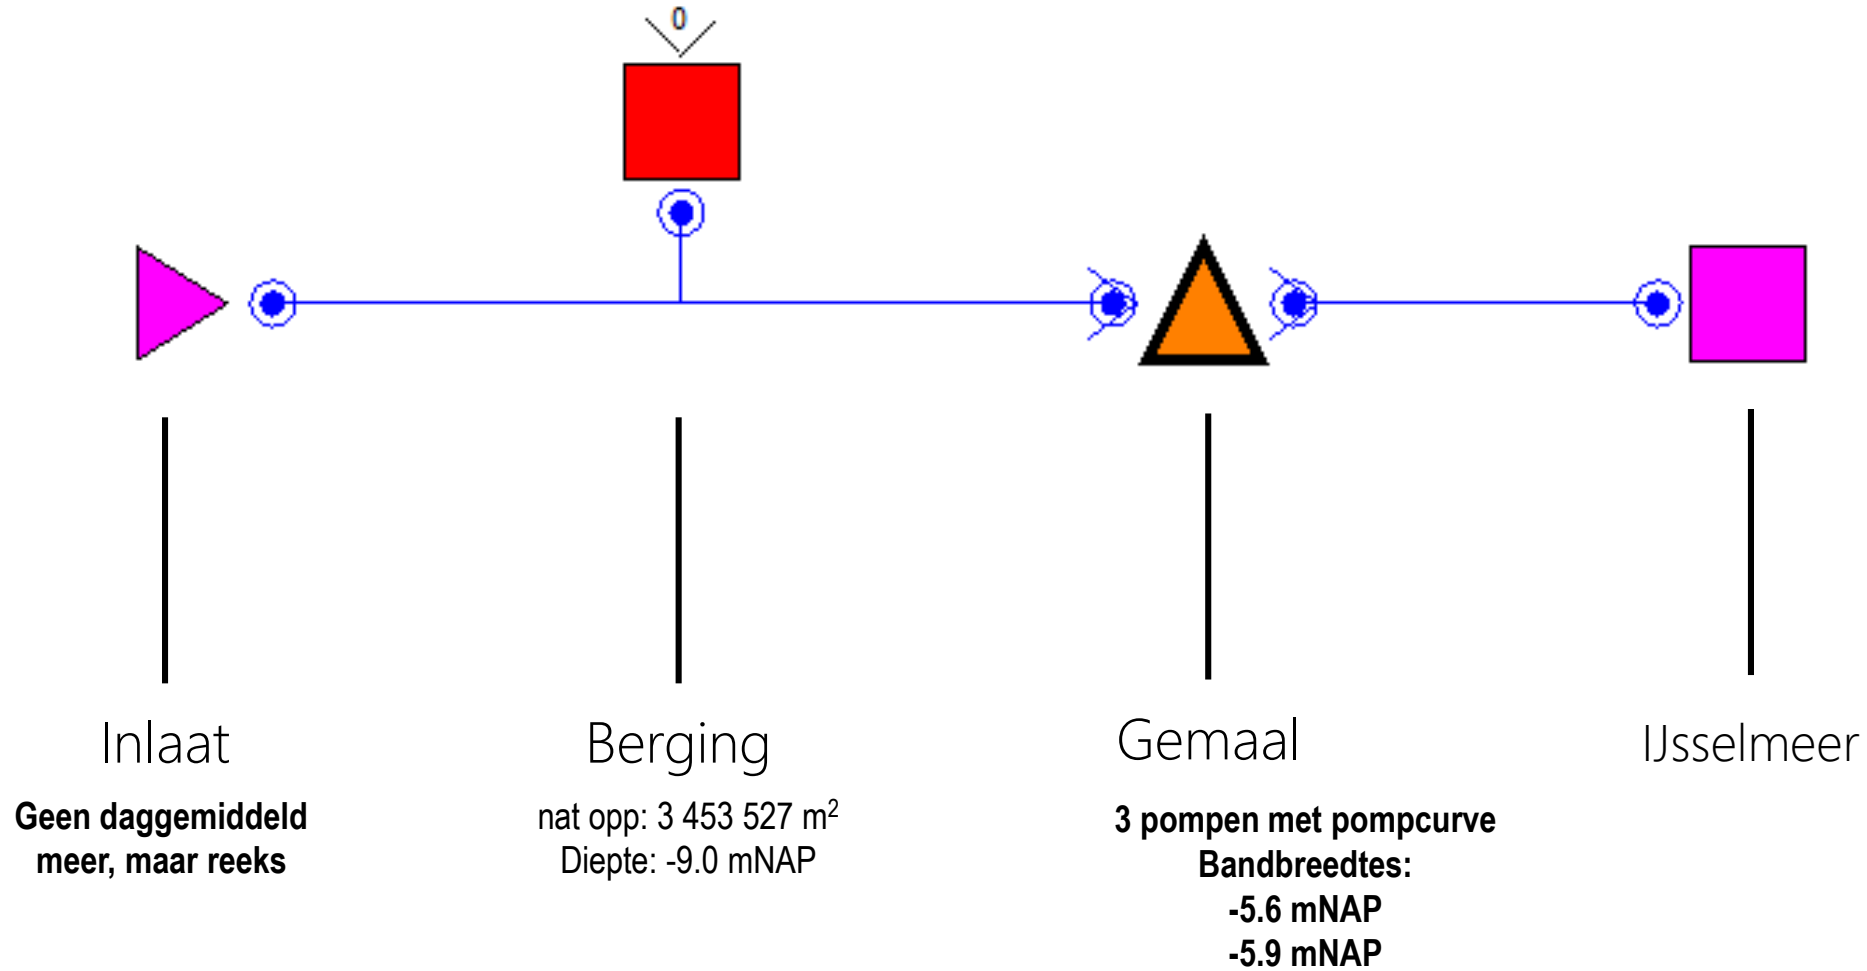 0
Inlaat
Geen daggemiddeld
meer, maar reeks
Berging
nat opp: 3 453 527 m²
Diepte: -9.0 mNAP
Gemaal
3 pompen met pompcurve
Bandbreedtes:
-5.6 mNAP
-5.9 mNAP
IJsselmeer